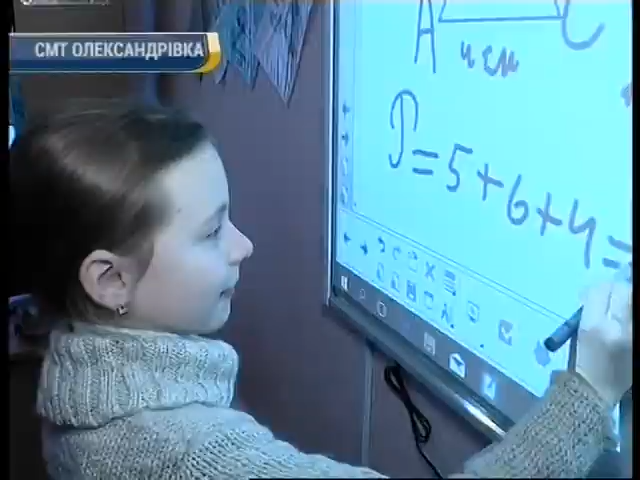 СМТ ОЛЕКСАНДРІВКА
A C
4 см
P = 5+6+4 =